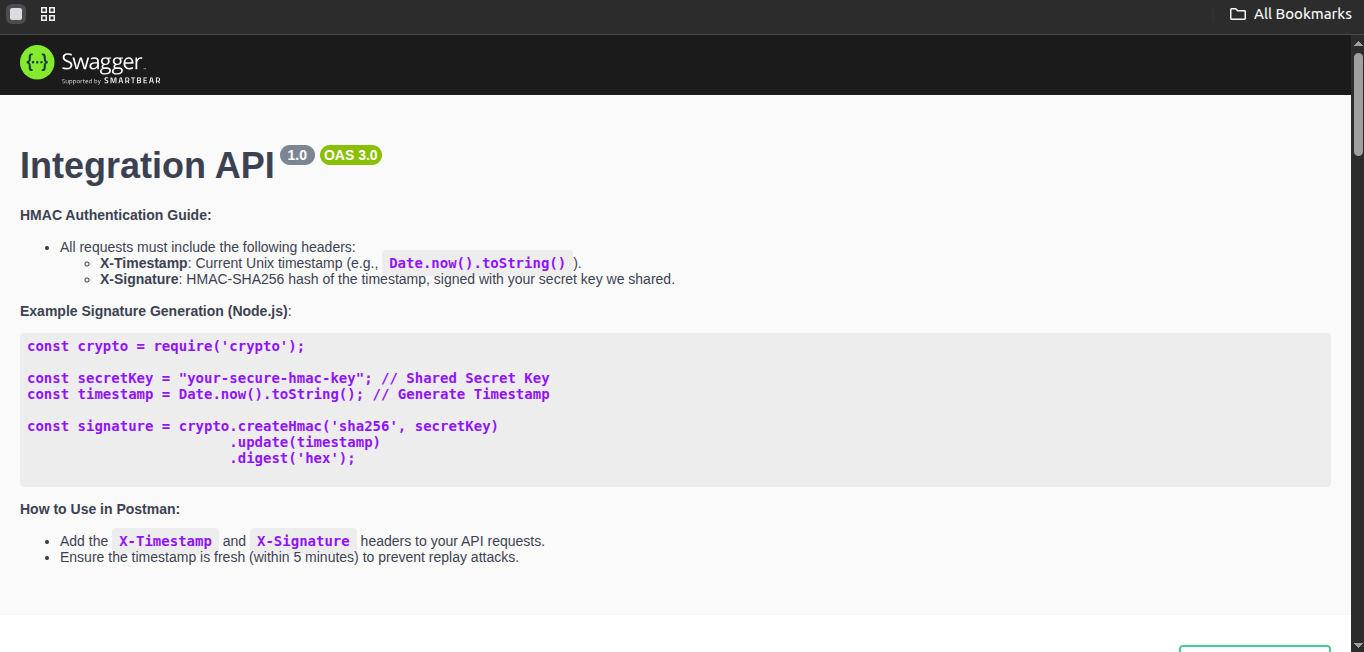 All Bookmarks
{···} Swagger
Supported by SMARTBEAR
Integration API 1.0 OAS 3.0
HMAC Authentication Guide:
• All requests must include the following headers:
◦ X-Timestamp: Current Unix timestamp (e.g., Date.now().toString() ).
◦ X-Signature: HMAC-SHA256 hash of the timestamp, signed with your secret key we shared.
Example Signature Generation (Node.js):
const crypto = require('crypto');
const secretKey = "your-secure-hmac-key"; // Shared Secret Key
const timestamp = Date.now().toString(); // Generate Timestamp
const signature = crypto.createHmac('sha256', secretKey)
.update(timestamp)
.digest('hex');
How to Use in Postman:
• Add the X-Timestamp and X-Signature headers to your API requests.
• Ensure the timestamp is fresh (within 5 minutes) to prevent replay attacks.